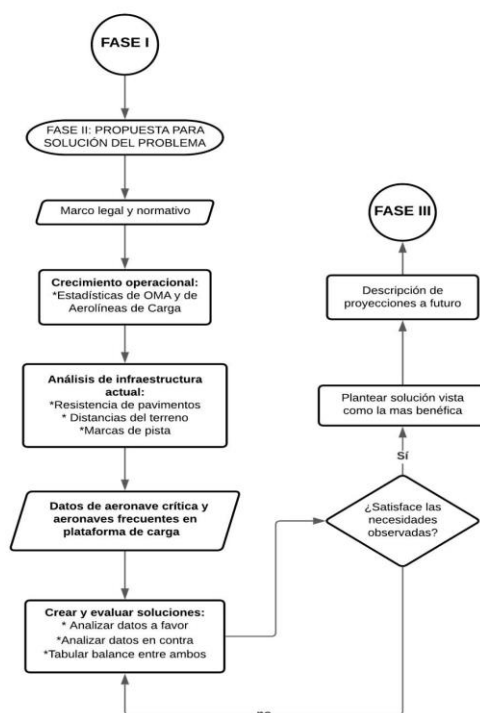 FASE I
FASE II: PROPUESTA PARA
SOLUCIÓN DEL PROBLEMA
Marco legal y normativo
Crecimiento operacional:
*Estadísticas de OMA y de
Aerolíneas de Carga
Análisis de infraestructura
actual:
*Resistencia de pavimentos
* Distancias del terreno
*Marcas de pista
Datos de aeronave crítica y
aeronaves frecuentes en
plataforma de carga
Crear y evaluar soluciones:
* Analizar datos a favor
*Analizar datos en contra
*Tabular balance entre ambos
FASE III
Descripción de
proyecciones a futuro
Plantear solución vista
como la mas benéfica
Sí
¿Satisface las
necesidades
observadas?
no